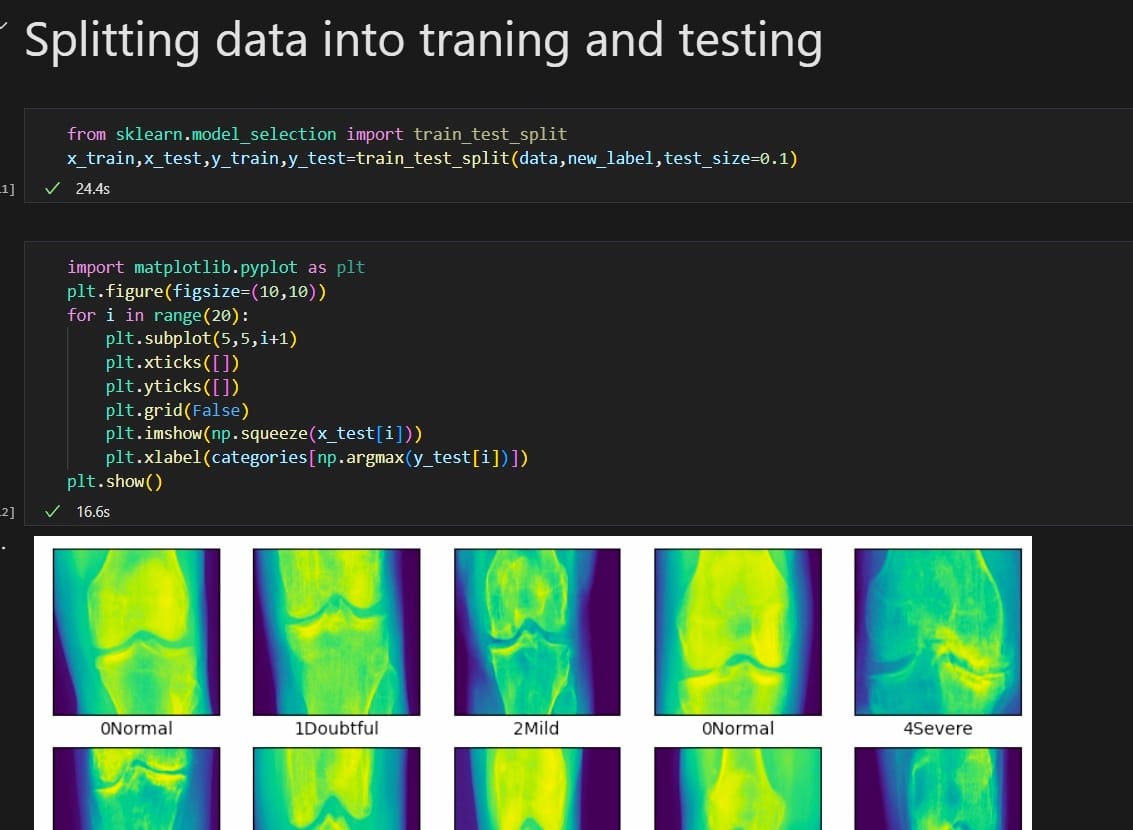 Splitting data into traning and testing
from sklearn.model_selection import train_test_split
x_train,x_test,y_train,y_test=train_test_split(data,new_label,test_size=0.1)
1] ✓ 24.4s
import matplotlib.pyplot as plt
plt.figure(figsize=(10,10))
for i in range(20):
    plt.subplot(5,5,i+1)
    plt.xticks([])
    plt.yticks([])
    plt.grid(False)
    plt.imshow(np.squeeze(x_test[i]))
    plt.xlabel(categories[np.argmax(y_test[i])])
plt.show()
2] ✓ 16.6s
0Normal 1Doubtful 2Mild 0Normal 4Severe